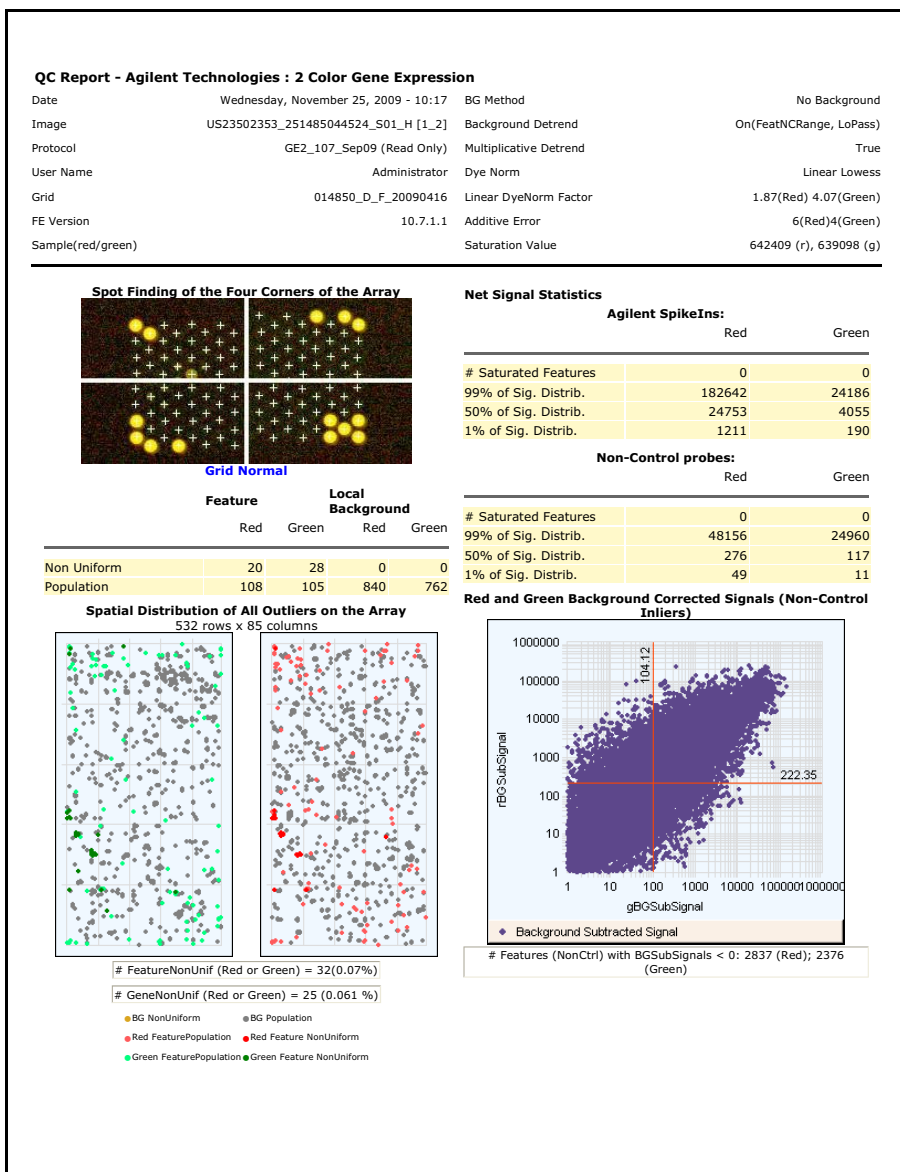 QC Report - Agilent Technologies : 2 Color Gene Expression
Date Wednesday, November 25, 2009 - 10:17 BG Method No Background
Image US23502353_251485044524_S01_H [1_2] Background Detrend On(FeatNCRange, LoPass)
Protocol GE2_107_Sep09 (Read Only) Multiplicative Detrend True
User Name Administrator Dye Norm Linear Lowess
Grid 014850_D_F_20090416 Linear DyeNorm Factor 1.87(Red) 4.07(Green)
FE Version 10.7.1.1 Additive Error 6(Red)4(Green)
Sample(red/green) Saturation Value 642409 (r), 639098 (g)
Spot Finding of the Four Corners of the Array
Grid Normal
Feature Local
Background
Red Green Red Green
Non Uniform 20 28 0 0
Population 108 105 840 762
Spatial Distribution of All Outliers on the Array
532 rows x 85 columns
# FeatureNonUnif (Red or Green) = 32(0.07%)
# GeneNonUnif (Red or Green) = 25 (0.061 %)
BG NonUniform BG Population
Red FeaturePopulation Red Feature NonUniform
Green FeaturePopulation Green Feature NonUniform
Net Signal Statistics
Agilent SpikeIns:
Red Green
# Saturated Features 0 0
99% of Sig. Distrib. 182642 24186
50% of Sig. Distrib. 24753 4055
1% of Sig. Distrib. 1211 190
Non-Control probes:
Red Green
# Saturated Features 0 0
99% of Sig. Distrib. 48156 24960
50% of Sig. Distrib. 276 117
1% of Sig. Distrib. 49 11
Red and Green Background Corrected Signals (Non-Control
Inliers)
1000000
100000
10000
1000
100
10
1
rBGSubSignal
104.12
222.35
1 10 100 1000 10000 100000 1000000
gBGSubSignal
Background Subtracted Signal
# Features (NonCtrl) with BGSubSignals < 0: 2837 (Red); 2376
(Green)